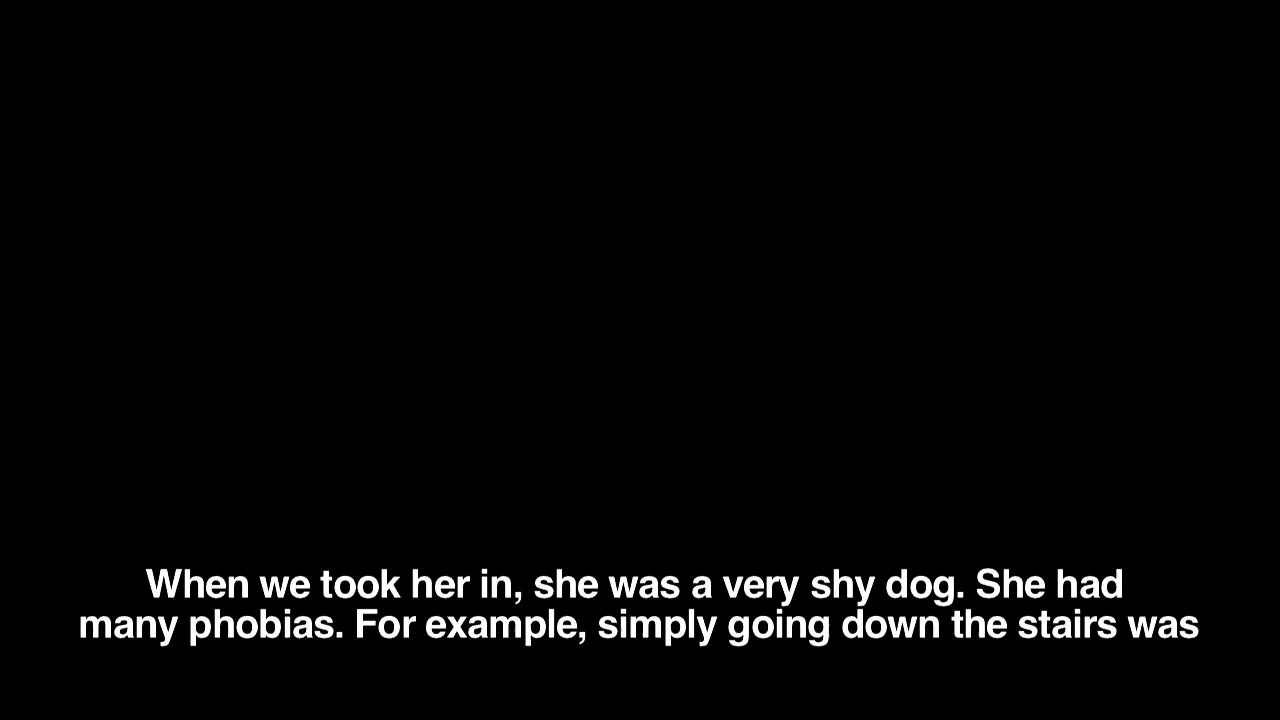 When we took her in, she was a very shy dog. She had
many phobias. For example, simply going down the stairs was